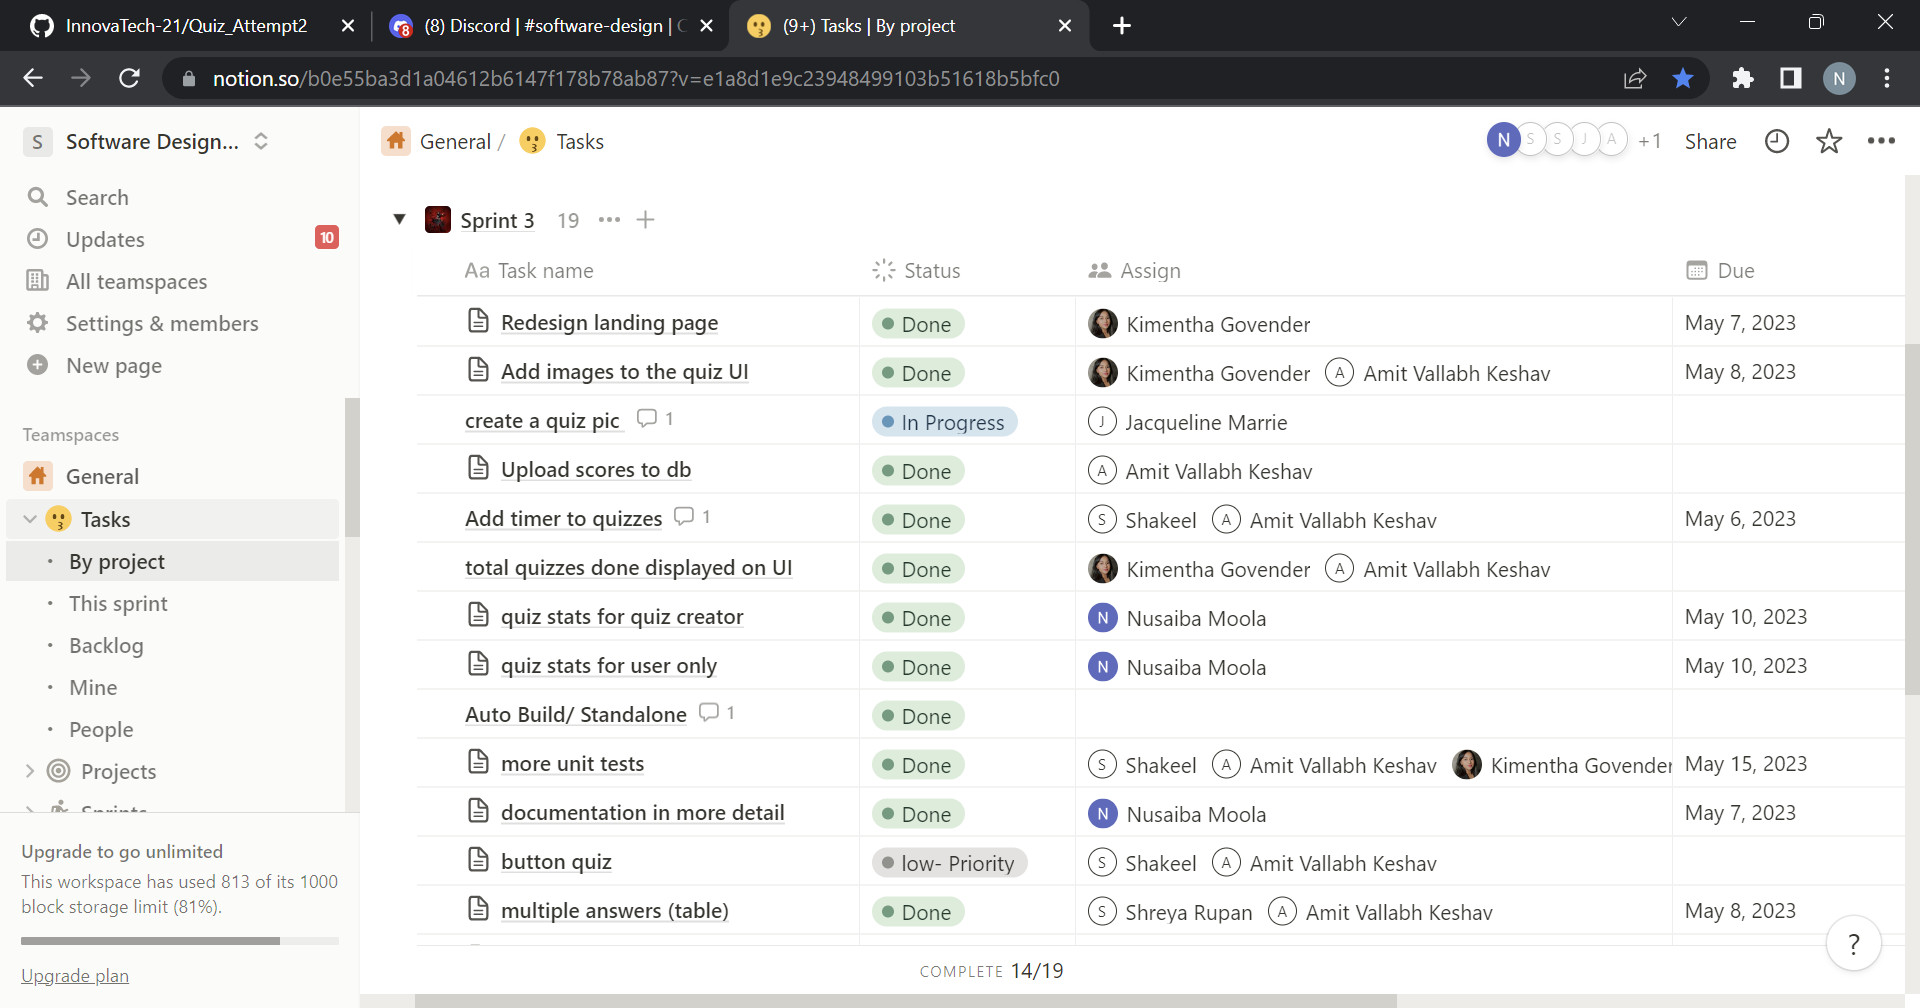 InnovaTech-21/Quiz_Attempt2
(8) Discord | #software-design |
(9+) Tasks | By project
notion.so/b0e55ba3d1a04612b6147f178b78ab87?v=e1a8d1e9c23948499103b51618b5bfc0
N
S Software Design...
General / Tasks
N S S J A +1 Share
Search
Updates 10
All teamspaces
Settings & members
New page
Teamspaces
General
Tasks
By project
This sprint
Backlog
Mine
People
Projects
Sprints
Upgrade to go unlimited
This workspace has used 813 of its 1000
block storage limit (81%).
Upgrade plan
Sprint 3 19
Aa Task name Status Assign Due
Redesign landing page Done Kimentha Govender May 7, 2023
Add images to the quiz UI Done Kimentha Govender A Amit Vallabh Keshav May 8, 2023
create a quiz pic 1 In Progress J Jacqueline Marrie
Upload scores to db Done A Amit Vallabh Keshav
Add timer to quizzes 1 Done S Shakeel A Amit Vallabh Keshav May 6, 2023
total quizzes done displayed on UI Done Kimentha Govender A Amit Vallabh Keshav
quiz stats for quiz creator Done N Nusaiba Moola May 10, 2023
quiz stats for user only Done N Nusaiba Moola May 10, 2023
Auto Build/ Standalone 1 Done
more unit tests Done S Shakeel A Amit Vallabh Keshav Kimentha Govender May 15, 2023
documentation in more detail Done N Nusaiba Moola May 7, 2023
button quiz low- Priority S Shakeel A Amit Vallabh Keshav
multiple answers (table) Done S Shreya Rupan A Amit Vallabh Keshav May 8, 2023
COMPLETE 14/19
?